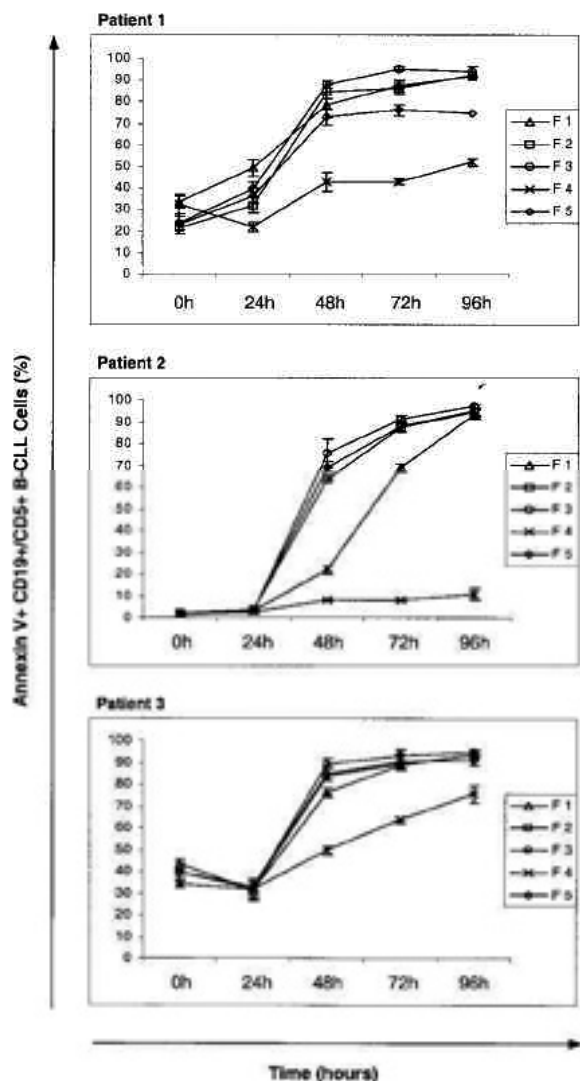 Patient 1
100
90
80
70
60
50
40
30
20
10
0
0h 24h 48h 72h 96h
F 1
F 2
F 3
F 4
F 5
Patient 2
100
90
80
70
60
50
40
30
20
10
0
0h 24h 48h 72h 96h
F 1
F 2
F 3
F 4
F 5
Patient 3
100
90
80
70
60
50
40
30
20
10
0
0h 24h 48h 72h 96h
F 1
F 2
F 3
F 4
F 5
Annexin V+ CD19+/CD5+ B-CLL Cells (%)
Time (hours)